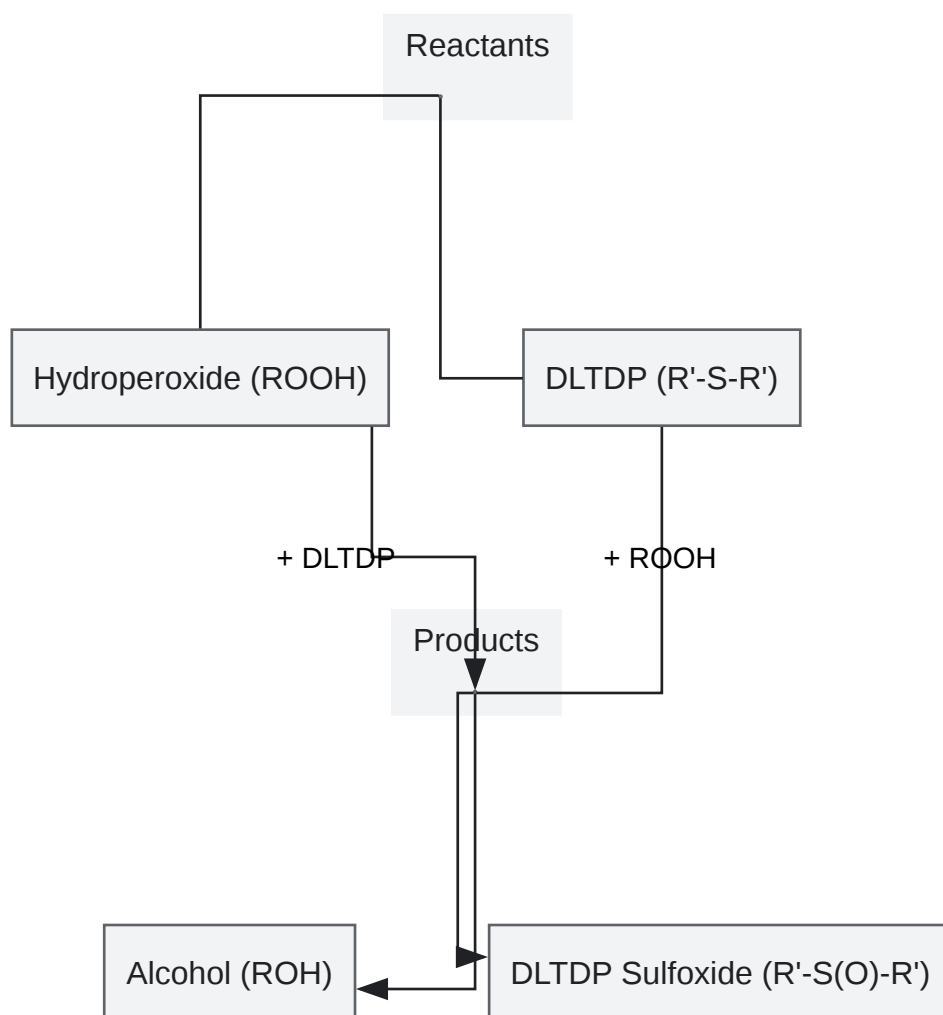 Reactants
Hydroperoxide (ROOH)
DLTDP (R'-S-R')
+ DLTDP
+ ROOH
Products
Alcohol (ROH)
DLTDP Sulfoxide (R'-S(O)-R')